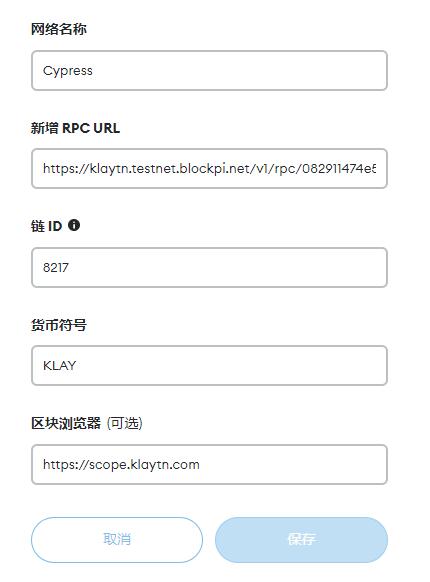 网络名称
Cypress
新增 RPC URL
https://klaytn.testnet.blockpi.net/v1/rpc/082911474e5
链 ID
8217
货币符号
KLAY
区块浏览器 (可选)
https://scope.klaytn.com
取消 保存